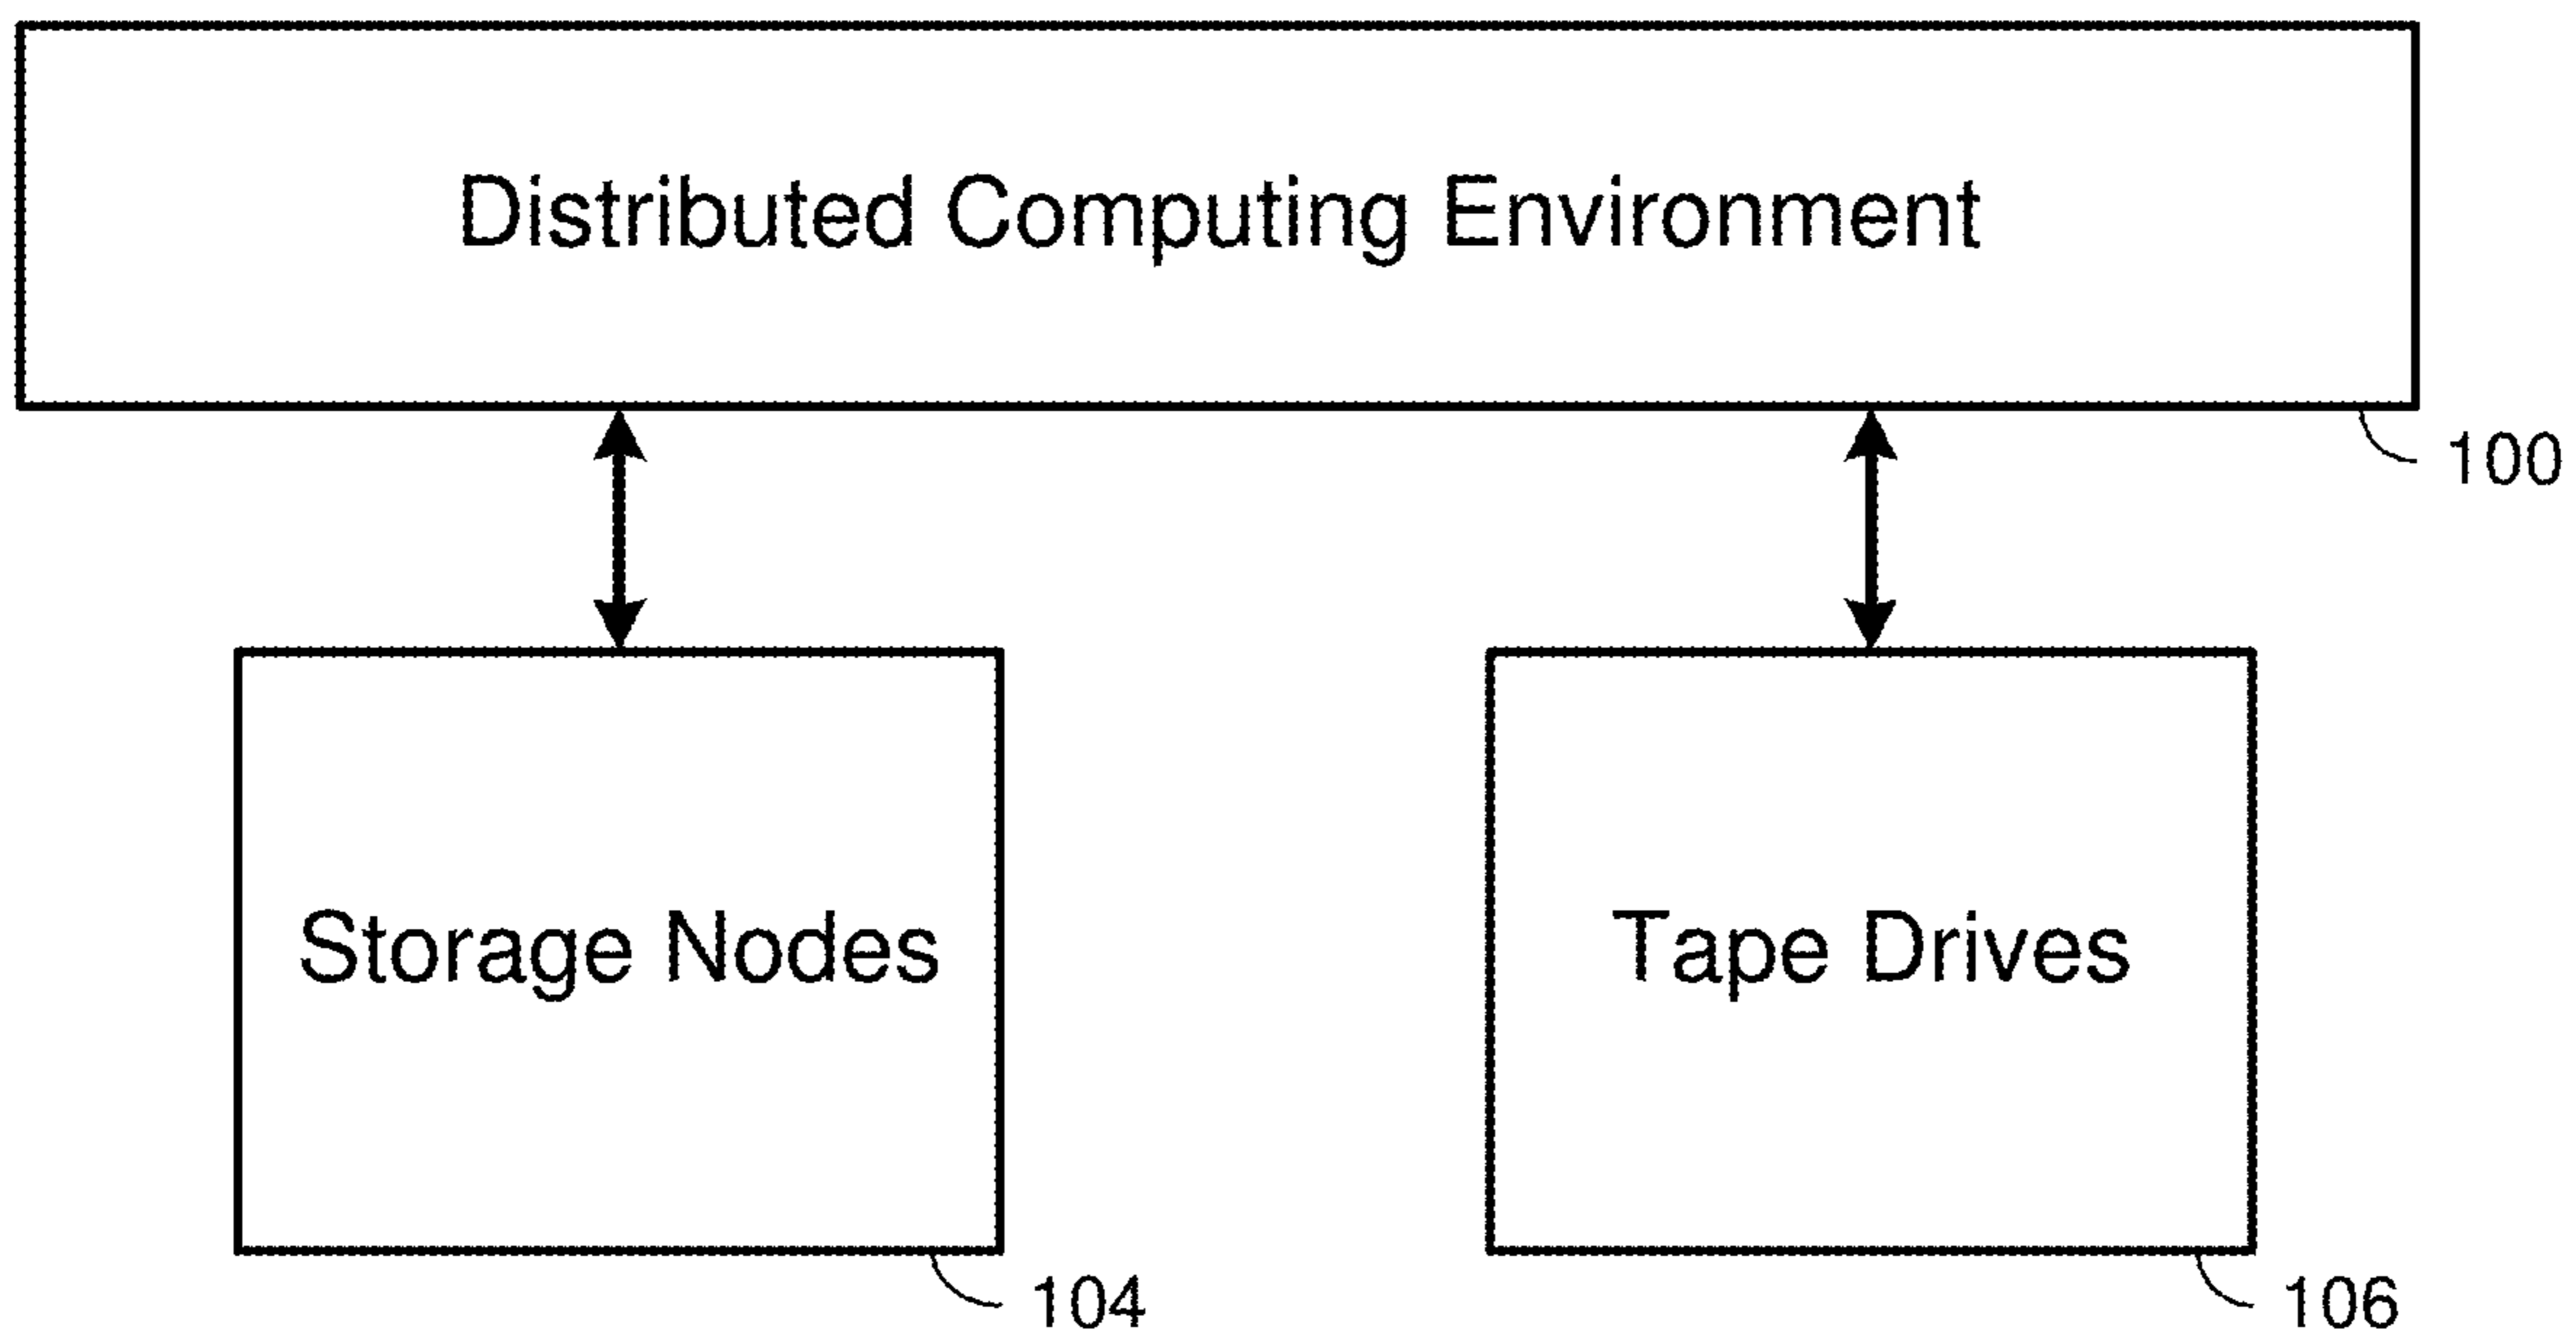 Distributed Computing Environment
100
Storage Nodes
Tape Drives
104
106